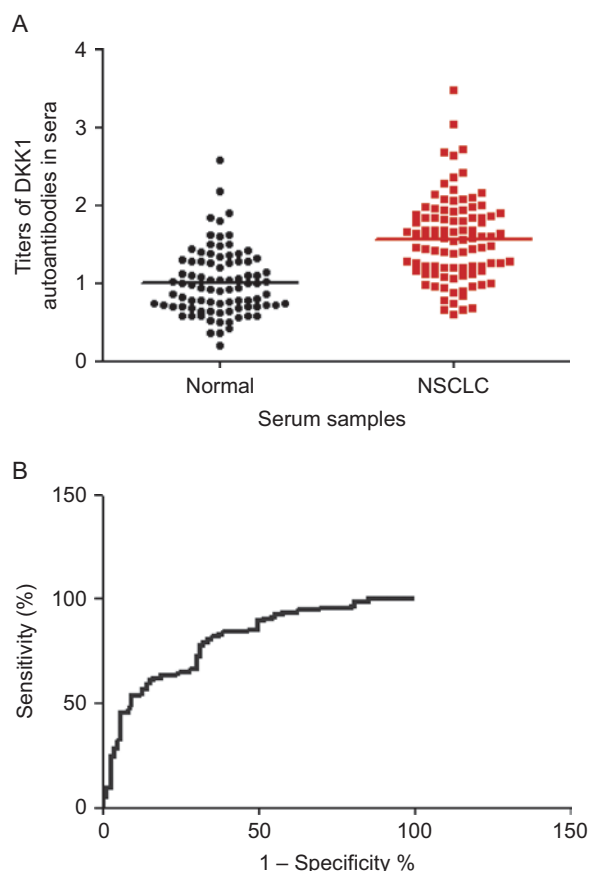 A
Titers of DKK1
autoantibodies in sera
4
3
2
1
0
Normal NSCLC
Serum samples
B
Sensitivity (%)
150
100
50
0
0 50 100 150
1 – Specificity %